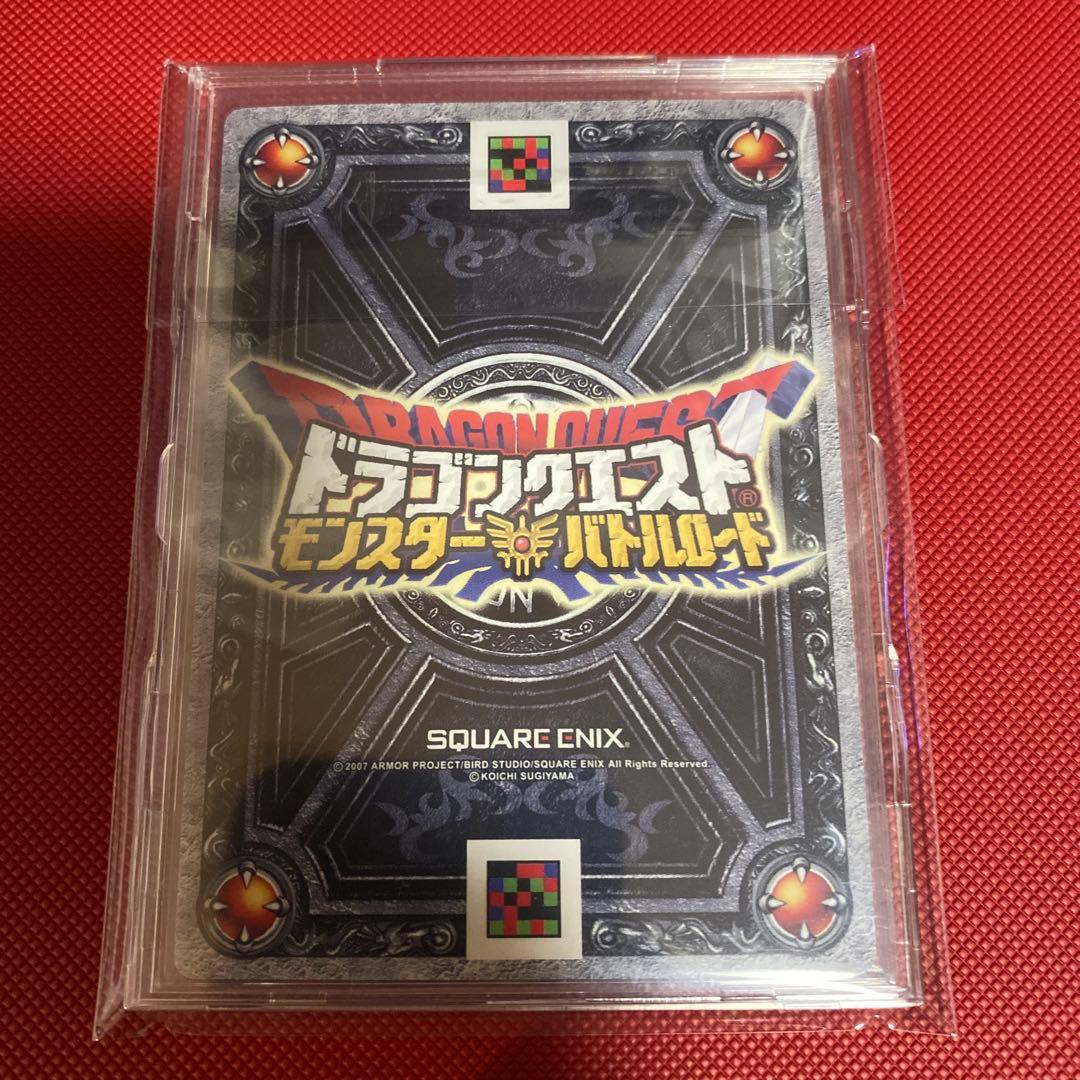 DRAGON QUEST
ドラゴンクエスト®
モンスターバトルロード
SQUARE ENIX®
© 2007 ARMOR PROJECT/BIRD STUDIO/SQUARE ENIX All Rights Reserved.
© KOICHI SUGIYAMA